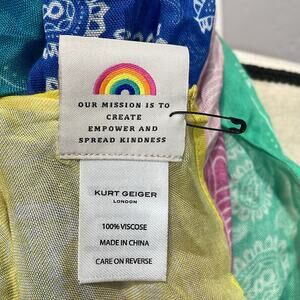 OUR MISSION IS TO
CREATE
EMPOWER AND
SPREAD KINDNESS
KURT GEIGER
LONDON
100% VISCOSE
MADE IN CHINA
CARE ON REVERSE